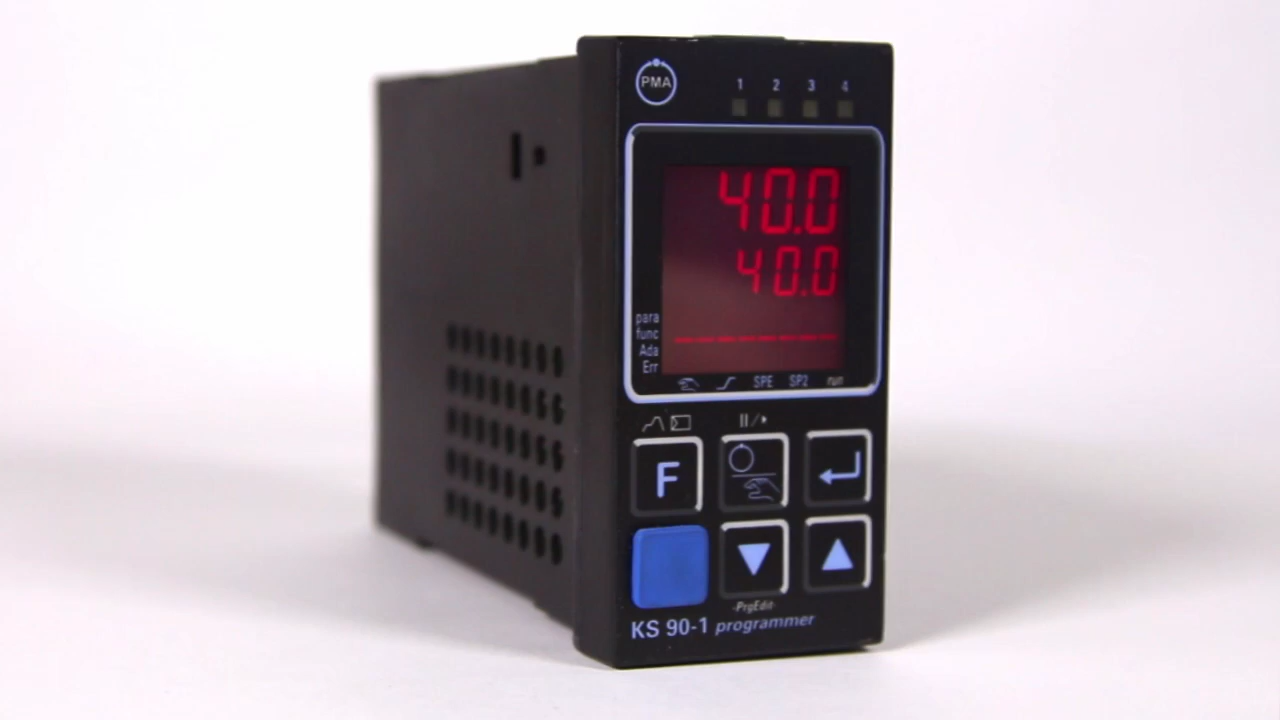 PMA
1 2 3 4
40.0
40.0
para
func
Ada
Err
SPE SP2 run
F
-PrgEdit-
KS 90-1 programmer